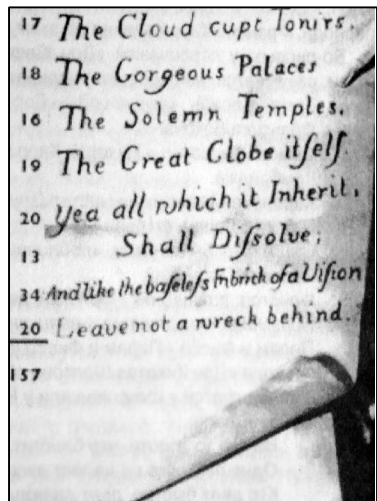 17 The Cloud cupt Tonirs,
18 The Gorgeous Palaces
16 The Solemn Temples,
19 The Great Globe itſelf,
20 Yea all which it Inherit,
13 Shall Diſsolve;
34 And like the baſeleſs Fabrick of a Viſion
20 Leave not a wreck behind.
157